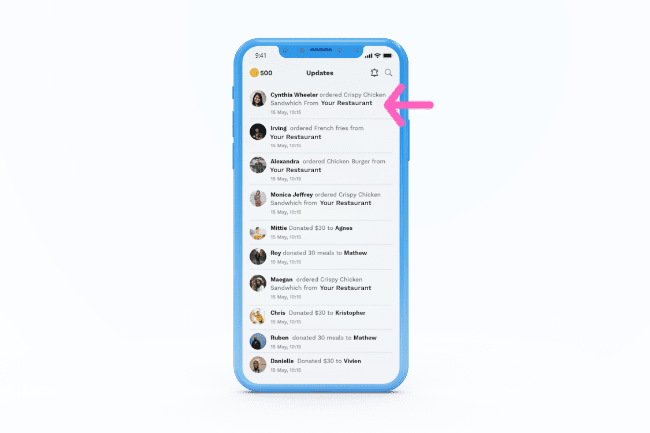 9:41
500
Updates
Cynthia Wheeler ordered Crispy Chicken
Sandwhich From Your Restaurant
15 May, 10:15
Irving ordered French fries from
Your Restaurant
15 May, 10:15
Alexandra ordered Chicken Burger from
Your Restaurant
15 May, 10:15
Monica Jeffrey ordered Crispy Chicken
Sandwhich from Your Restaurant
15 May, 10:15
Mittie Donated $30 to Agnes
15 May, 10:15
Roy donated 30 meals to Mathew
15 May, 10:15
Maegan ordered Crispy Chicken
Sandwhich from Your Restaurant
15 May, 10:15
Chris Donated $30 to Kristopher
15 May, 10:15
Ruben donated 30 meals to Mathew
15 May, 10:15
Danielle Donated $30 to Vivien
15 May, 10:15